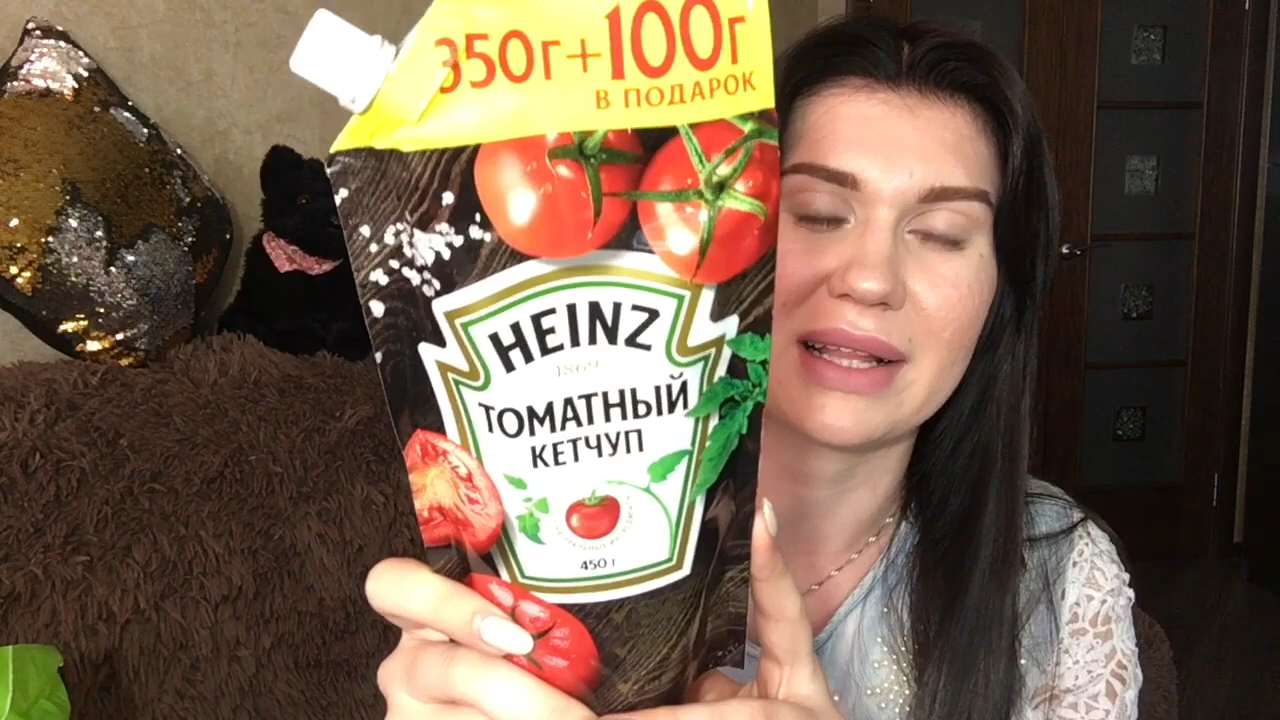 350г+100г
В ПОДАРОК
HEINZ
1869
ТОМАТНЫЙ
КЕТЧУП
450 г